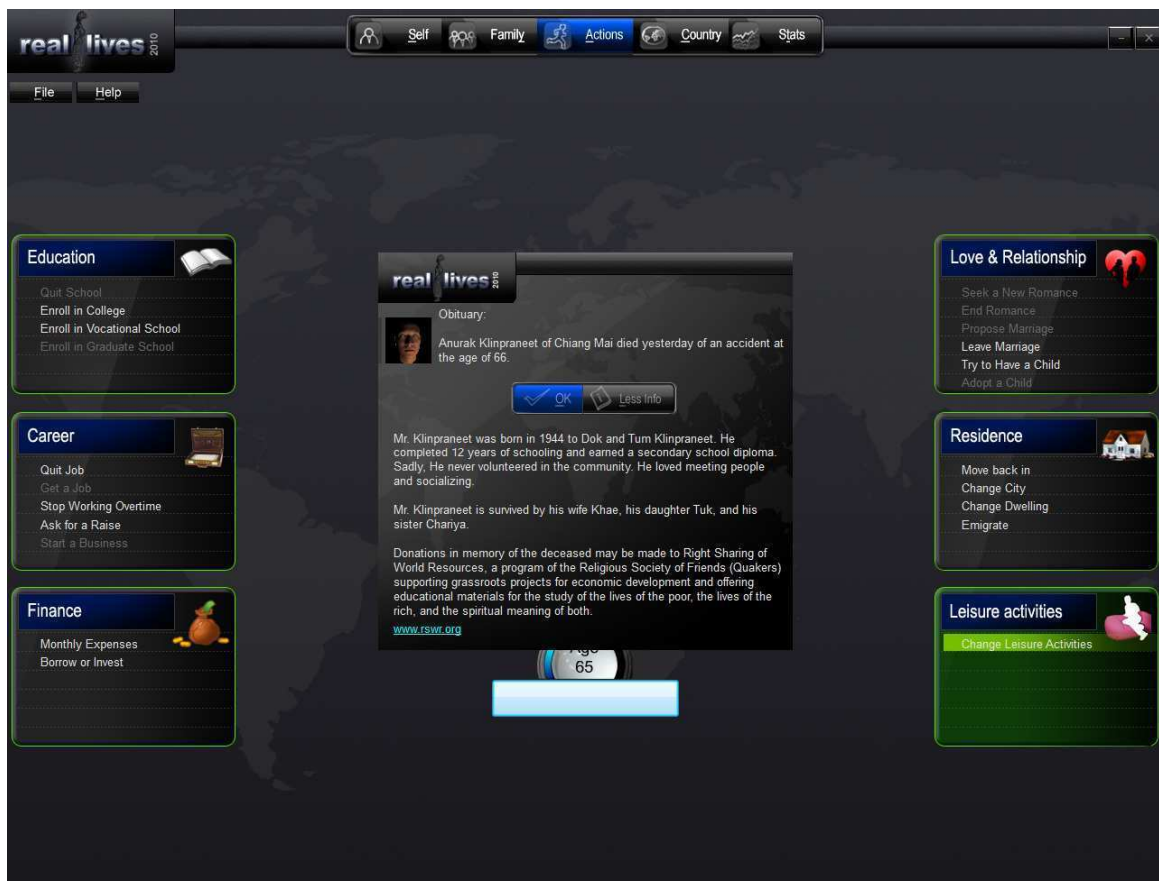 real lives 2010
Self Family Actions Country Stats
File Help
Education
Quit School
Enroll in College
Enroll in Vocational School
Enroll in Graduate School
Career
Quit Job
Get a Job
Stop Working Overtime
Ask for a Raise
Start a Business
Finance
Monthly Expenses
Borrow or Invest
real lives 2010
Obituary:
Anurak Klinpraneet of Chiang Mai died yesterday of an accident at
the age of 66.
OK Less Info
Mr. Klinpraneet was born in 1944 to Dok and Tum Klinpraneet. He
completed 12 years of schooling and earned a secondary school diploma.
Sadly, He never volunteered in the community. He loved meeting people
and socializing.
Mr. Klinpraneet is survived by his wife Khae, his daughter Tuk, and his
sister Chariya.
Donations in memory of the deceased may be made to Right Sharing of
World Resources, a program of the Religious Society of Friends (Quakers)
supporting grassroots projects for economic development and offering
educational materials for the study of the lives of the poor, the lives of the
rich, and the spiritual meaning of both.
www.rswr.org
Age
65
Love & Relationship
Seek a New Romance
End Romance
Propose Marriage
Leave Marriage
Try to Have a Child
Adopt a Child
Residence
Move back in
Change City
Change Dwelling
Emigrate
Leisure activities
Change Leisure Activities